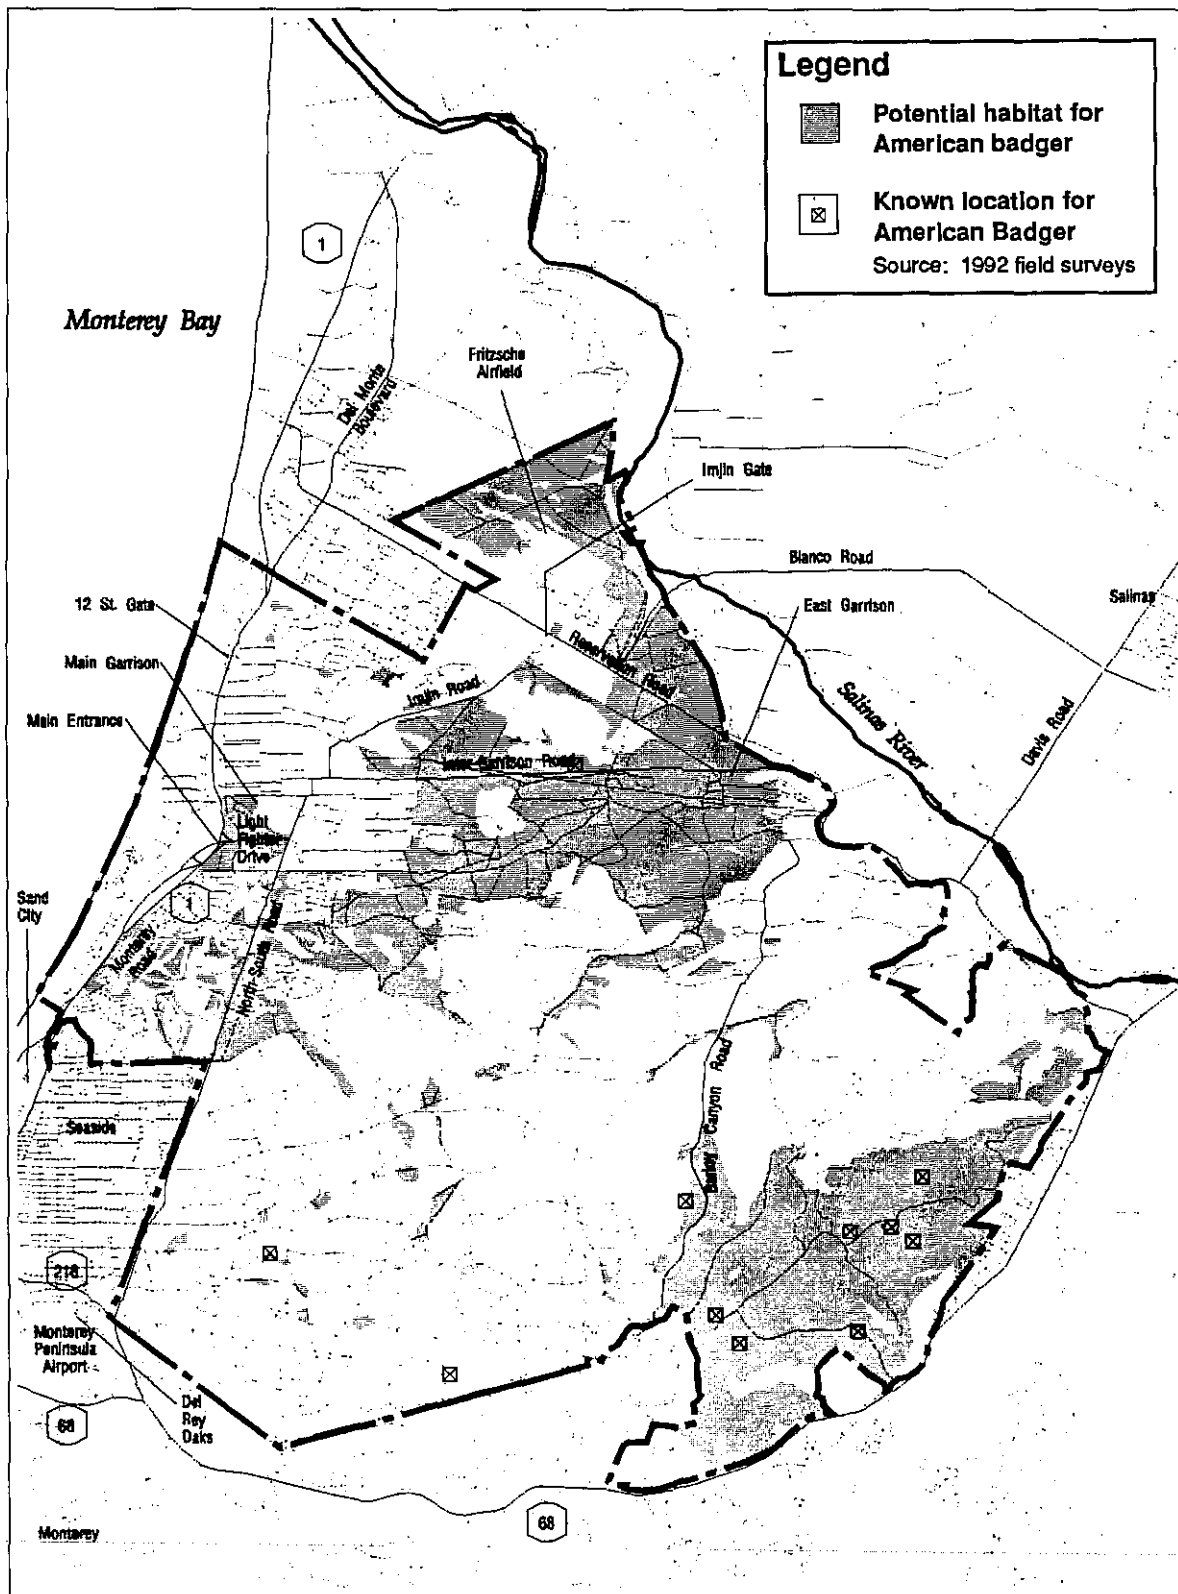 Legend
Potential habitat for
American badger
Known location for
American Badger
Source: 1992 field surveys
1
Monterey Bay
Fritzsche
Airfield
Del Monte
Boulevard
Imjin Gate
Blanco Road
12 St. Gate
East Garrison
Salinas
Reservation Road
Main Garrison
Imjin Road
Salinas River
Main Entrance
Davis Road
Inter-Garrison Road
Light
Fighter
Drive
Sand
City
1
Monterey
Road
North-South Road
Barloy Canyon Road
Seaside
218
Monterey
Peninsula
Airport
Del
Rey
Oaks
68
68
Monterey